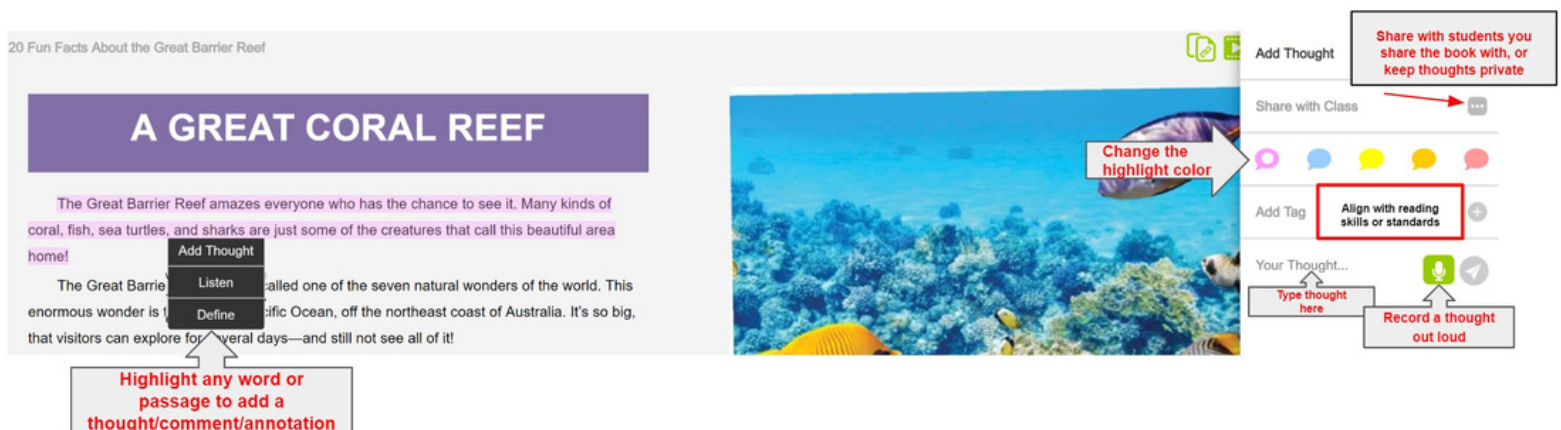 20 Fun Facts About the Great Barrier Reef
A GREAT CORAL REEF
The Great Barrier Reef amazes everyone who has the chance to see it. Many kinds of
coral, fish, sea turtles, and sharks are just some of the creatures that call this beautiful area
home!
The Great Barrie alled one of the seven natural wonders of the world. This
enormous wonder is cific Ocean, off the northeast coast of Australia. It's so big,
that visitors can explore for several days—and still not see all of it!
Add Thought
Listen
Define
Highlight any word or
passage to add a
thought/comment/annotation
Change the
highlight color
Add Thought
Share with students you
share the book with, or
keep thoughts private
Share with Class
Add Tag
Align with reading
skills or standards
Your Thought...
Type thought
here
Record a thought
out loud